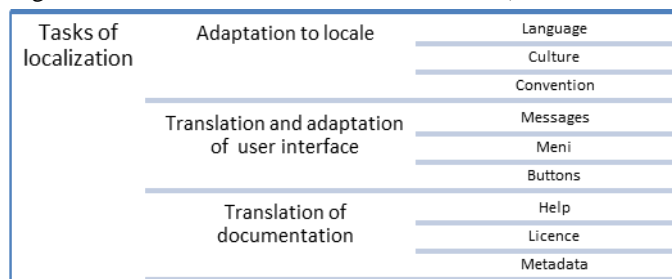 Tasks of
localization
Adaptation to locale
Language
Culture
Convention
Translation and adaptation
of user interface
Messages
Meni
Buttons
Translation of
documentation
Help
Licence
Metadata